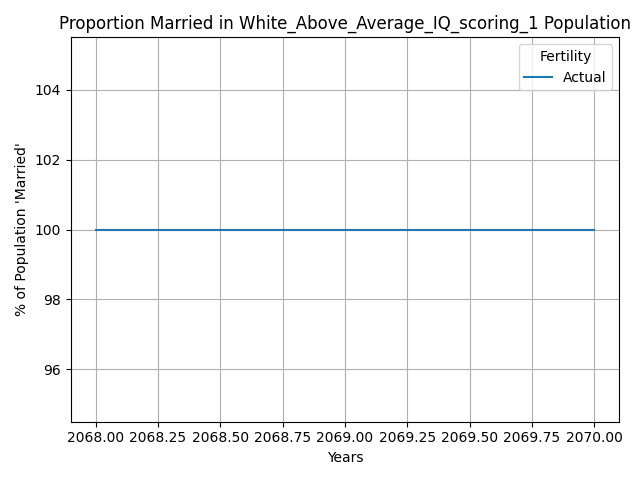 Proportion Married in White_Above_Average_IQ_scoring_1 Population
Fertility
Actual
% of Population 'Married'
104
102
100
98
96
2068.00 2068.25 2068.50 2068.75 2069.00 2069.25 2069.50 2069.75 2070.00
Years